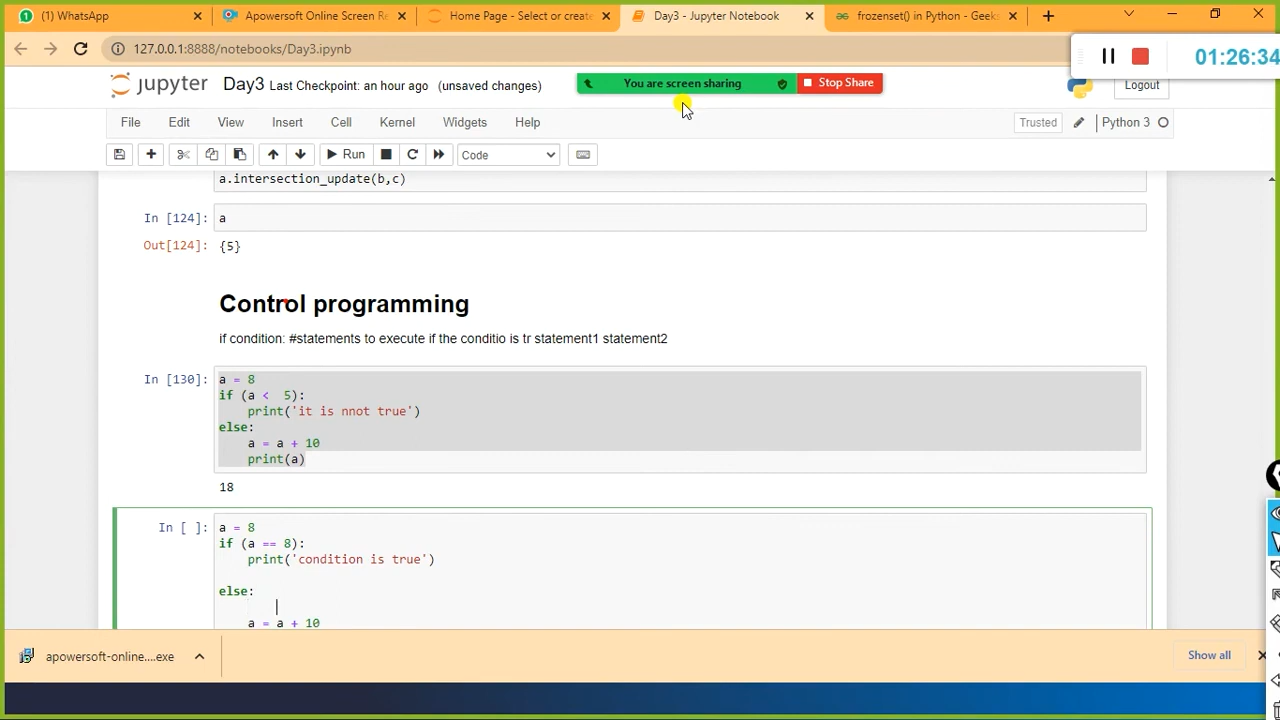 (1) WhatsApp
Apowersoft Online Screen Re
Home Page - Select or create
Day3 - Jupyter Notebook
frozenset() in Python - Geeks
127.0.0.1:8888/notebooks/Day3.ipynb
01:26:34
jupyter Day3 Last Checkpoint: an hour ago (unsaved changes)
You are screen sharing
Stop Share
Logout
File Edit View Insert Cell Kernel Widgets Help
Trusted
Python 3
Run
Code
a.intersection_update(b,c)
In [124]: a
Out[124]: {5}
Control programming
if condition: #statements to execute if the conditio is tr statement1 statement2
In [130]: a = 8
if (a <  5):
    print('it is nnot true')
else:
    a = a + 10
    print(a)
18
In [ ]: a = 8
if (a == 8):
    print('condition is true')
else:
    a = a + 10
apowersoft-online....exe
Show all